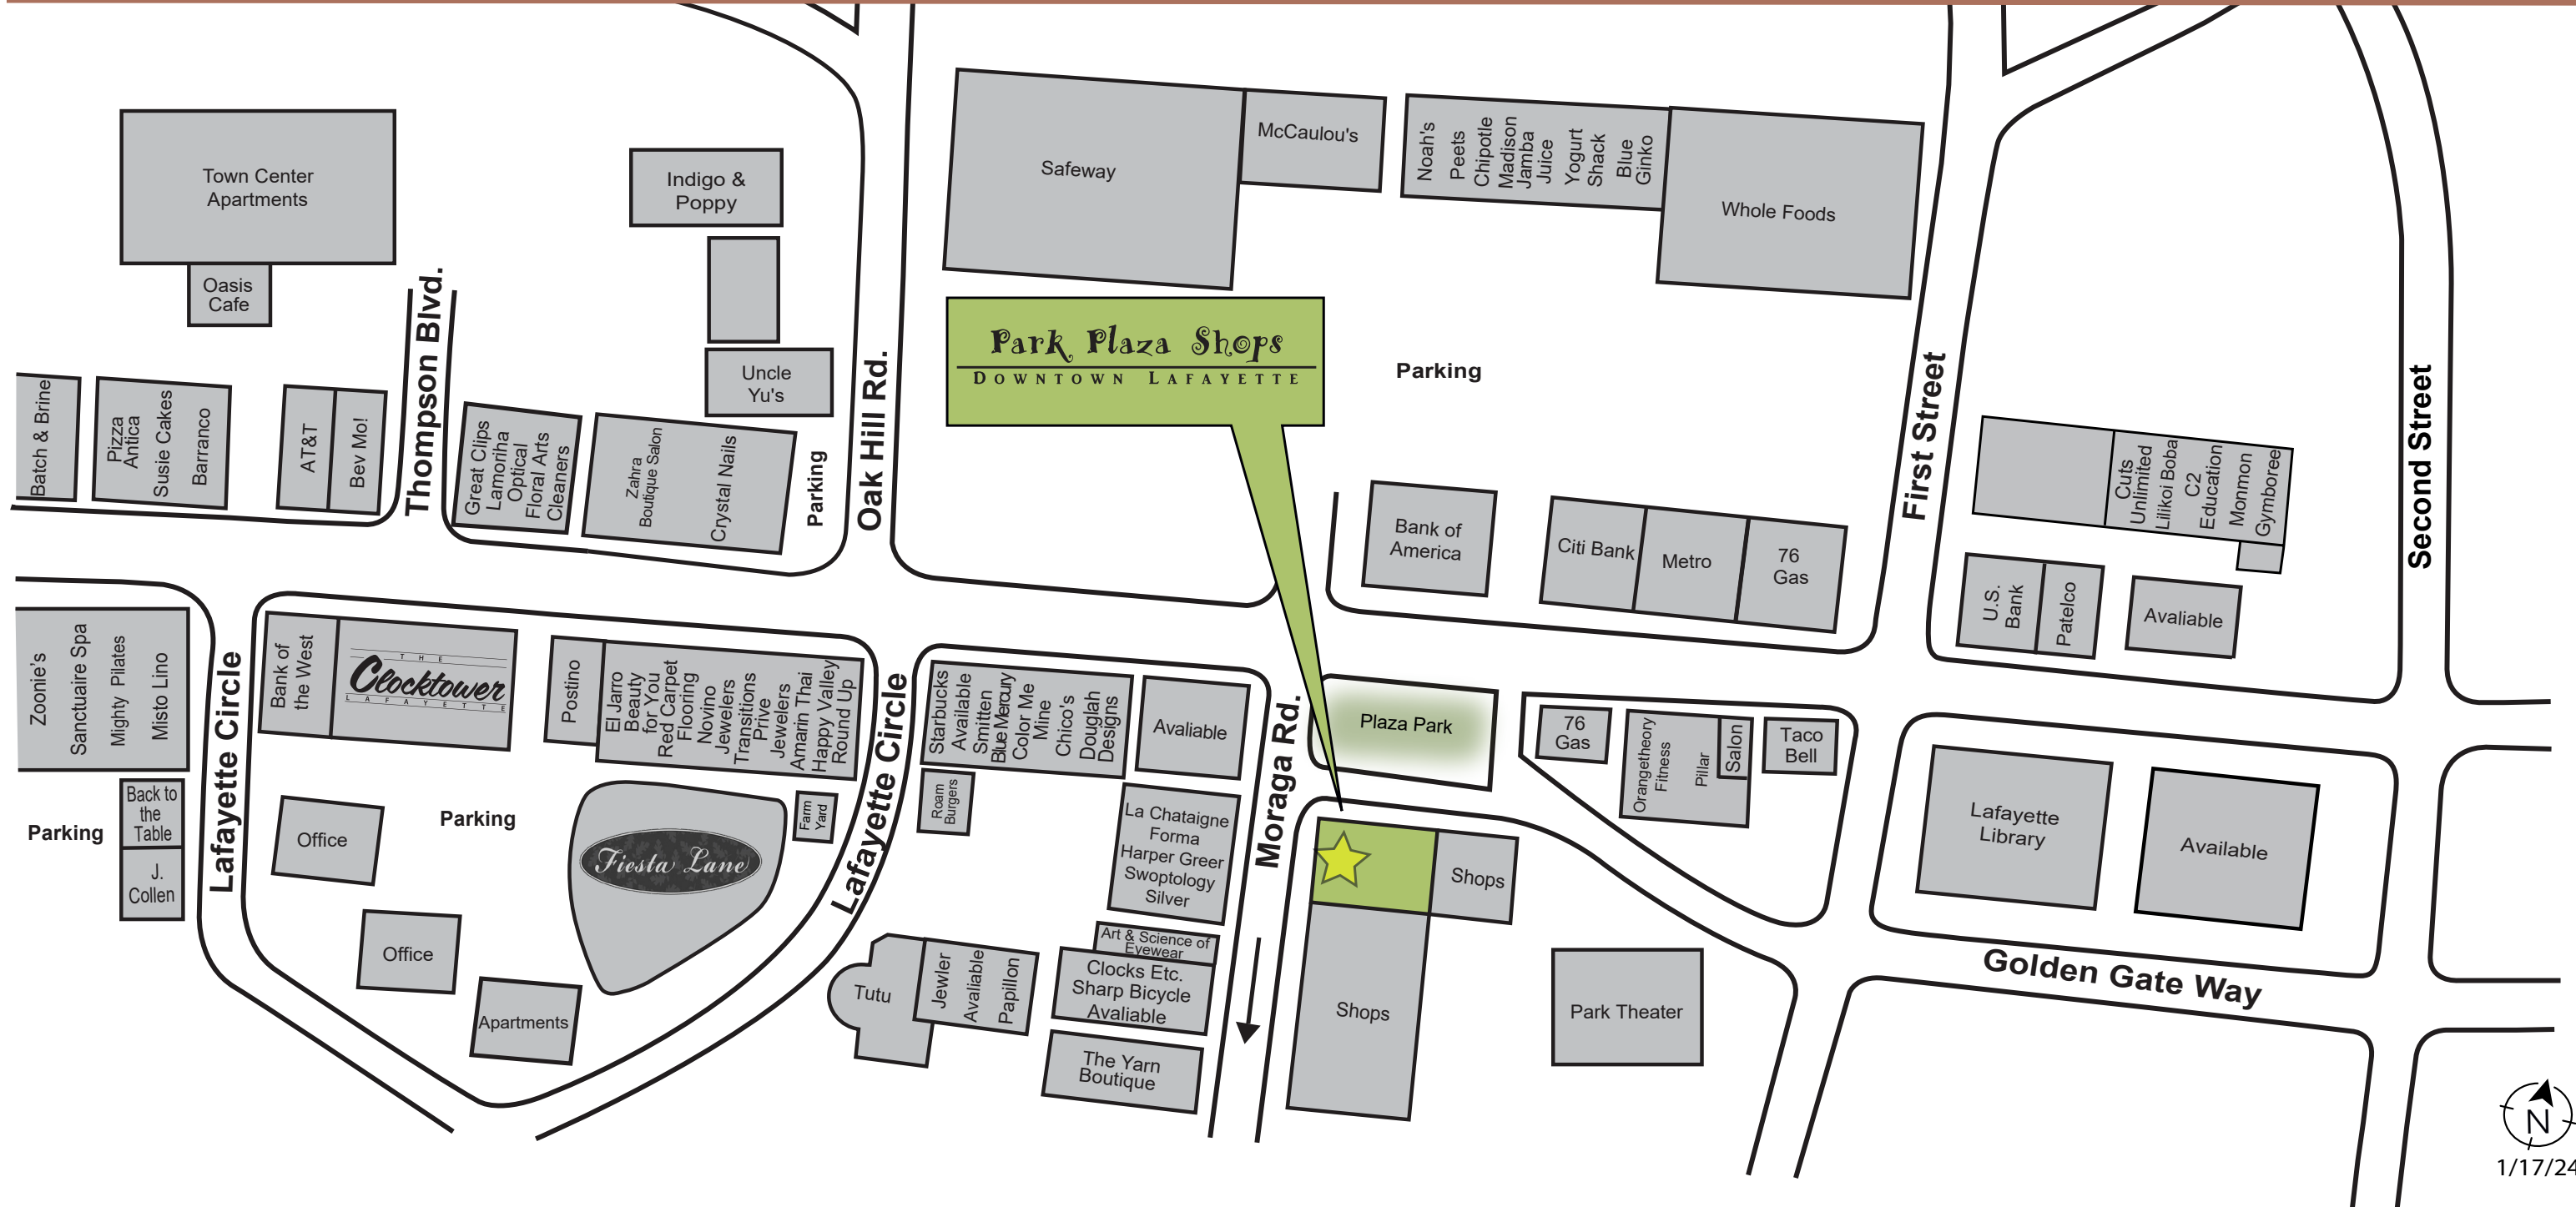 Town Center
Apartments
Oasis
Cafe
Indigo &
Poppy
Uncle
Yu's
Safeway
McCaulou's
Noah's
Peets
Chipotle
Madison
Jamba
Juice
Yogurt
Shack
Blue
Ginko
Whole Foods
Park Plaza Shops
DOWNTOWN LAFAYETTE
Parking
Batch & Brine
Pizza
Antica
Susie Cakes
Barranco
AT&T
Bev Mo!
Thompson Blvd.
Great Clips
Lamoriha
Optical
Floral Arts
Cleaners
Zahra
Boutique Salon
Crystal Nails
Parking
Oak Hill Rd.
Bank of
America
Citi Bank
Metro
76
Gas
First Street
Cuts
Unlimited
Lilikoi Boba
C2
Education
Monmon
Gymboree
U.S.
Bank
Patelco
Avaliable
Second Street
Zoonie's
Sanctuaire Spa
Mighty Pilates
Misto Lino
Back to
the
Table
J.
Collen
Parking
Lafayette Circle
Bank of
the West
THE
Clocktower
LAFAYETTE
Postino
El Jarro
Beauty
for You
Red Carpet
Flooring
Novino
Jewelers
Transitions
Prive
Jewelers
Amarin Thai
Happy Valley
Round Up
Office
Parking
Fiesta Lane
Farm
Yard
Office
Apartments
Lafayette Circle
Starbucks
Available
Smitten
Blue Mercury
Color Me
Mine
Chico's
Douglah
Designs
Avaliable
Roam
Burgers
La Chataigne
Forma
Harper Greer
Swoptology
Silver
Art & Science of
Eyewear
Clocks Etc.
Sharp Bicycle
Avaliable
The Yarn
Boutique
Tutu
Jewler
Avaliable
Papillon
Moraga Rd.
Plaza Park
76
Gas
Orangetheory
Fitness
Pillar
Salon
Taco
Bell
Shops
Shops
Park Theater
Lafayette
Library
Available
Golden Gate Way
N
1/17/24